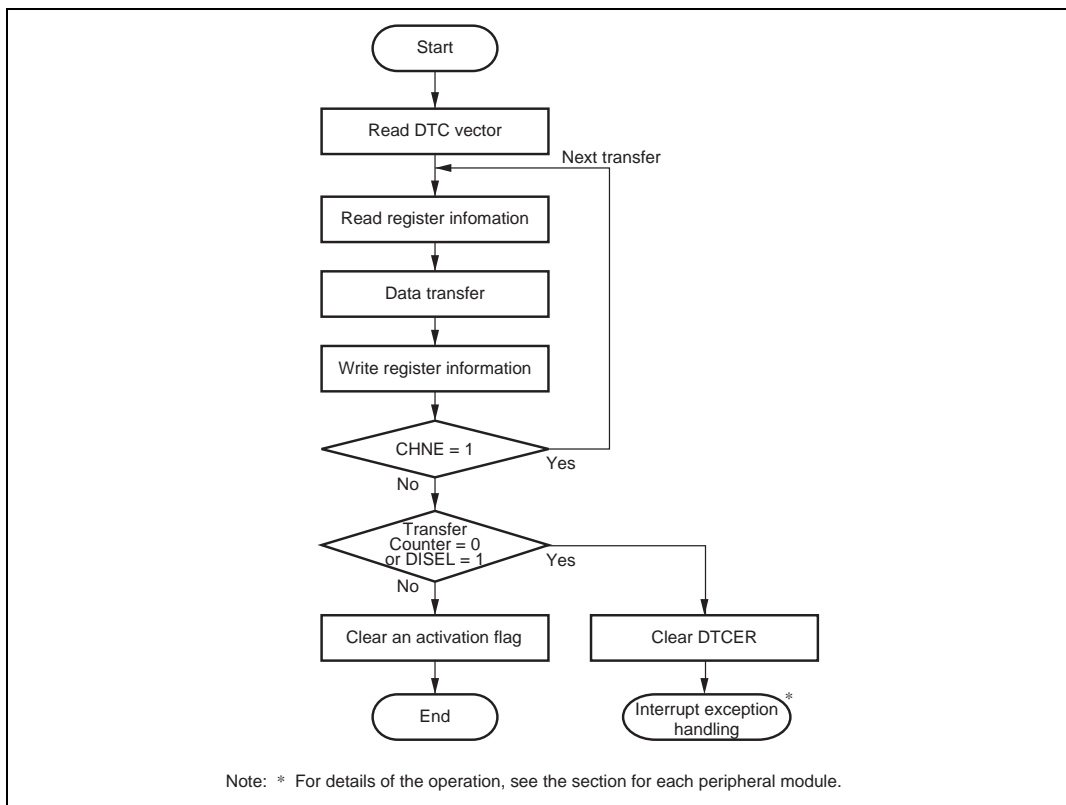 Start
Read DTC vector
Next transfer
Read register infomation
Data transfer
Write register information
CHNE = 1
Yes
No
Transfer
Counter = 0
or DISEL = 1
Yes
No
Clear an activation flag
Clear DTCER
End
Interrupt exception *
handling
Note: * For details of the operation, see the section for each peripheral module.